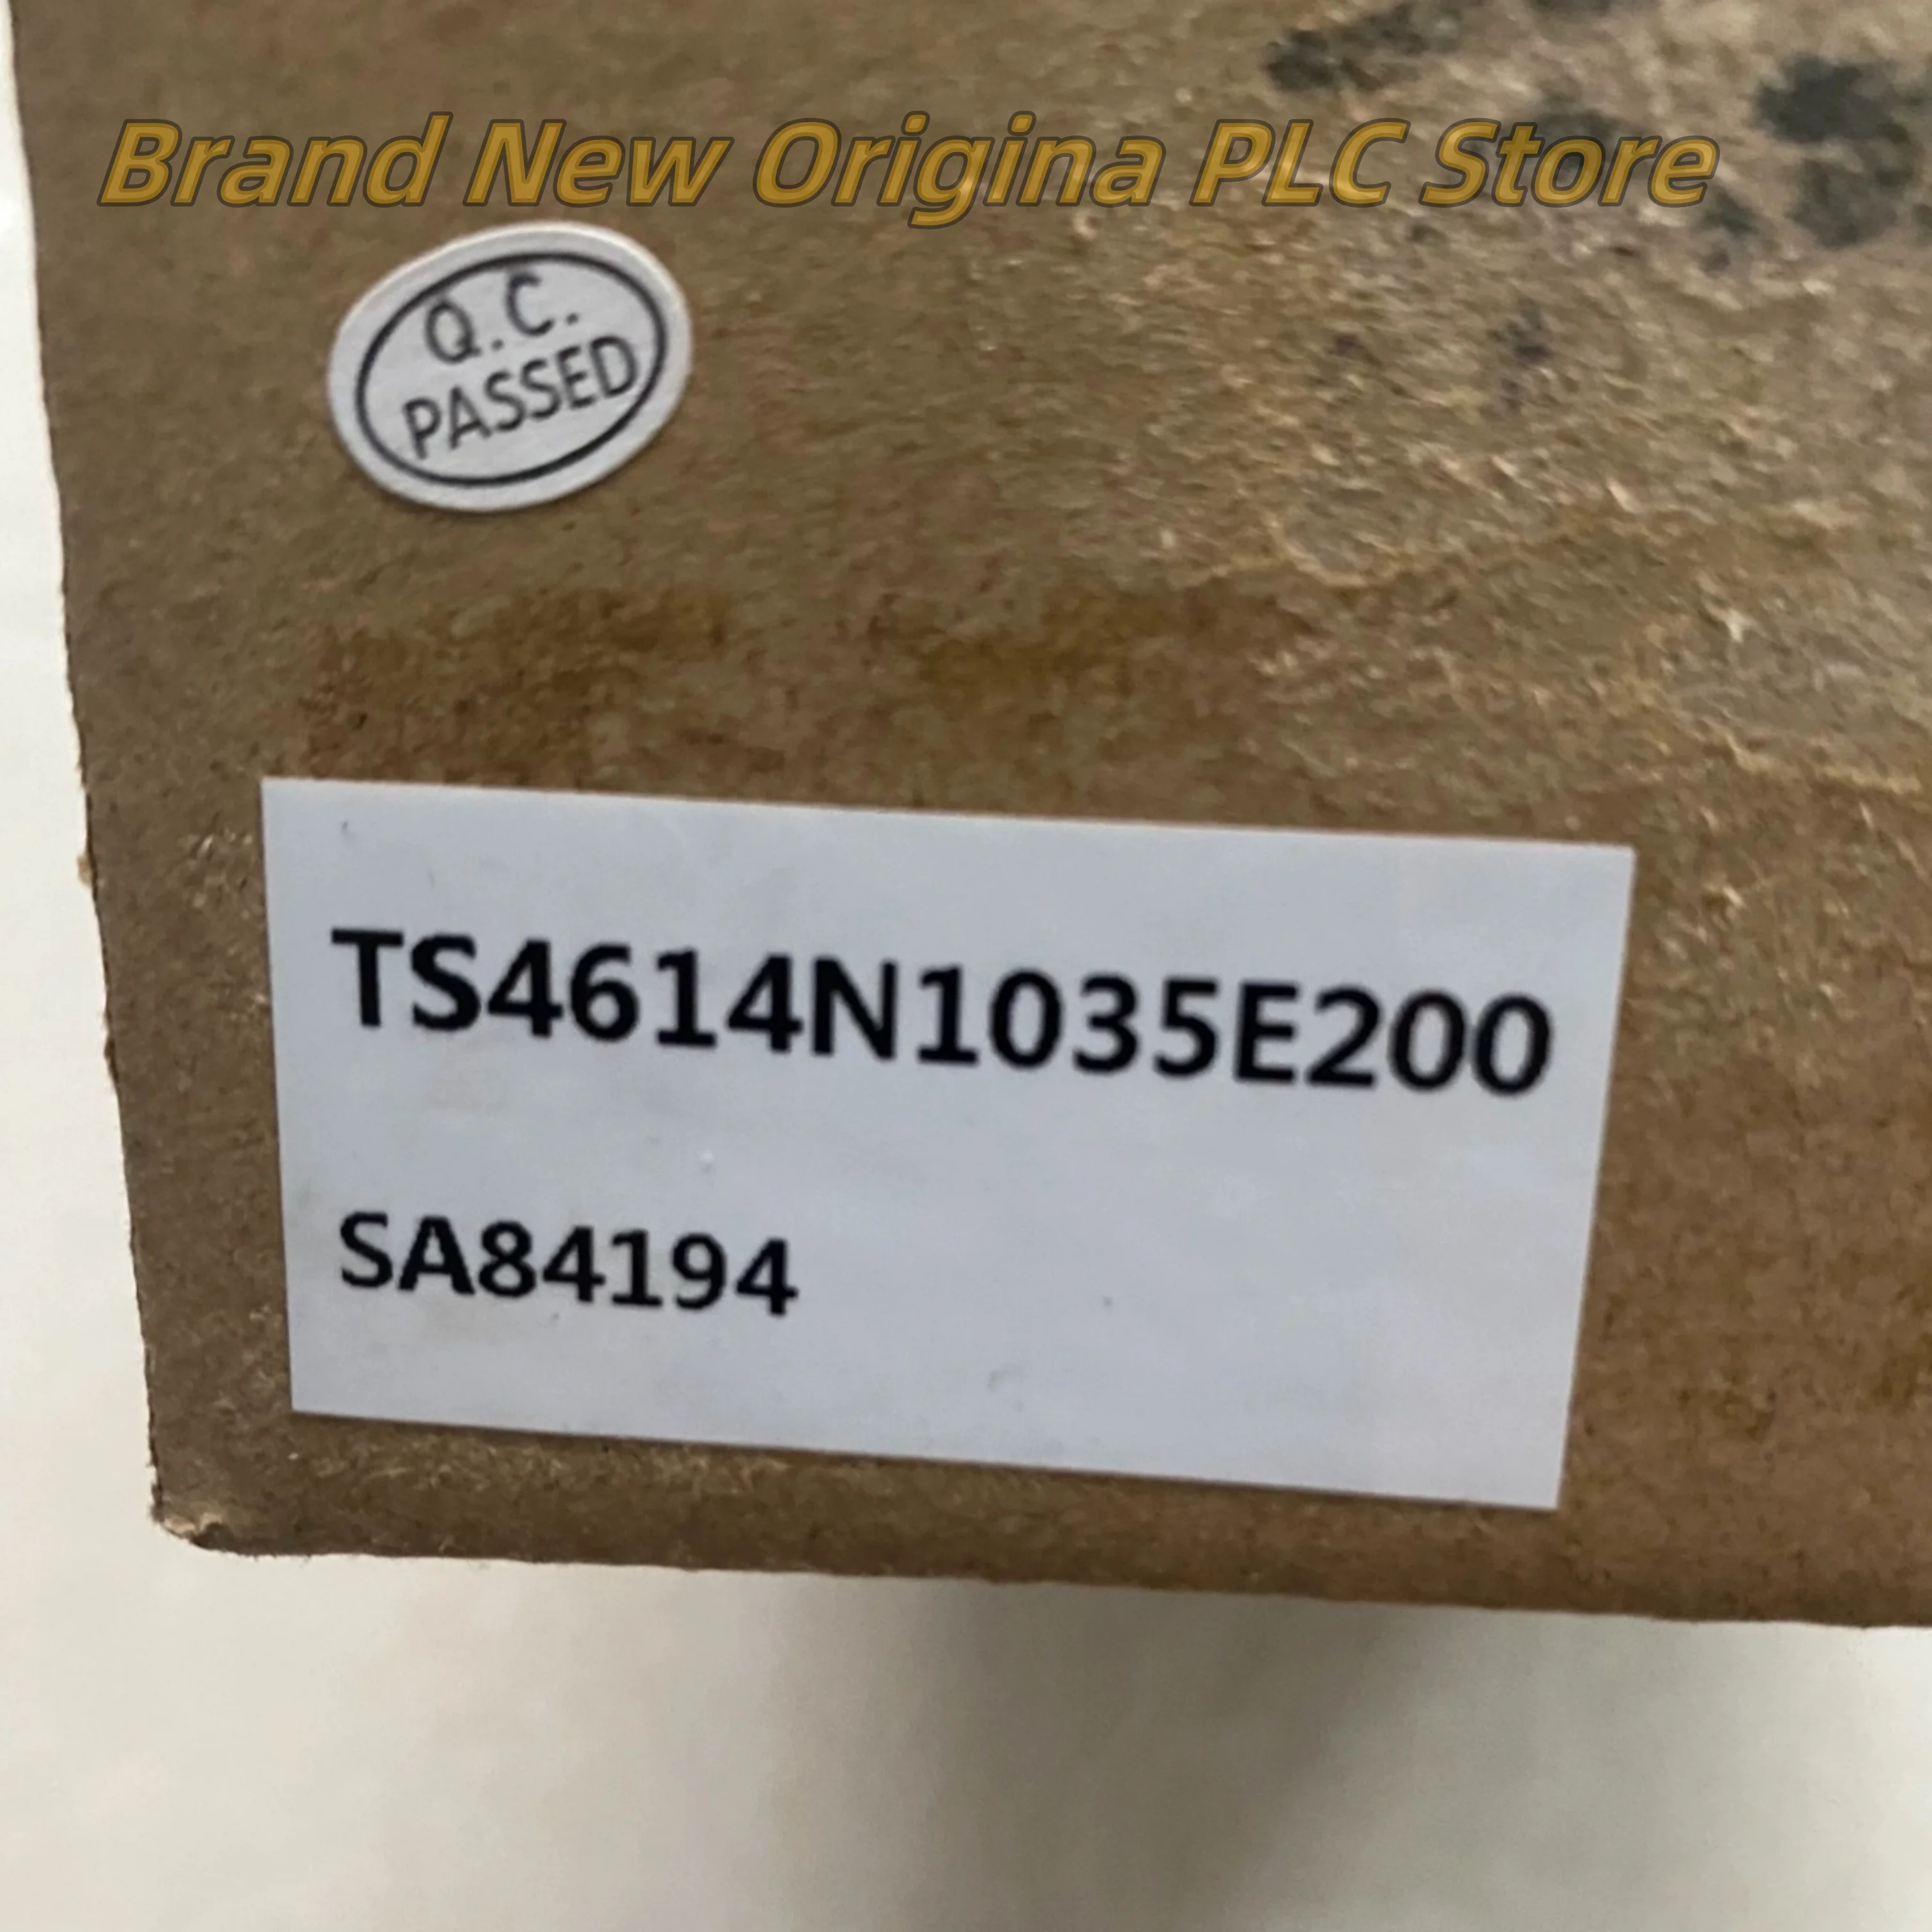 Brand New Origina PLC Store
Q.C.
PASSED
TS4614N1035E200
SA84194